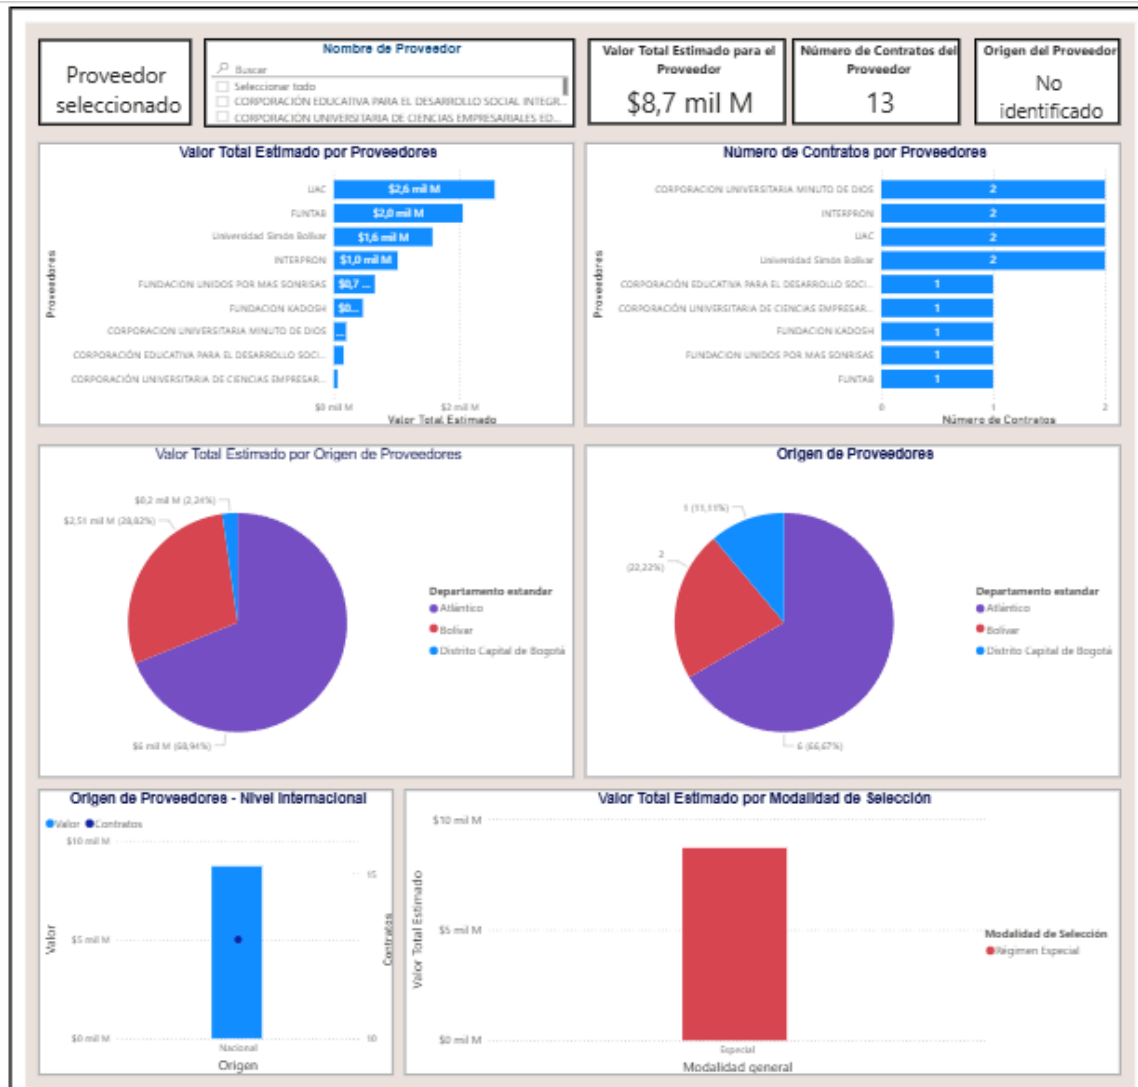 Proveedor
seleccionado
Nombre de Proveedor
Buscar
Seleccionar todo
CORPORACIÓN EDUCATIVA PARA EL DESARROLLO SOCIAL INTEGR...
CORPORACIÓN UNIVERSITARIA DE CIENCIAS EMPRESARIALES ED...
Valor Total Estimado para el
Proveedor
$8,7 mil M
Número de Contratos del
Proveedor
13
Origen del Proveedor
No
identificado
Valor Total Estimado por Proveedores
Proveedores
UAC
$2,6 mil M
FUNTAB
$2,0 mil M
Universidad Simón Bolívar
$1,6 mil M
INTERPRON
$1,0 mil M
FUNDACION UNIDOS POR MAS SONRISAS
$0,7 ...
FUNDACION KADOSH
$0...
CORPORACION UNIVERSITARIA MINUTO DE DIOS
...
CORPORACIÓN EDUCATIVA PARA EL DESARROLLO SOCI...
CORPORACIÓN UNIVERSITARIA DE CIENCIAS EMPRESAR...
$0 mil M
$2 mil M
Valor Total Estimado
Número de Contratos por Proveedores
Proveedores
CORPORACION UNIVERSITARIA MINUTO DE DIOS
2
INTERPRON
2
UAC
2
Universidad Simón Bolívar
2
CORPORACIÓN EDUCATIVA PARA EL DESARROLLO SOCI...
1
CORPORACIÓN UNIVERSITARIA DE CIENCIAS EMPRESAR...
1
FUNDACION KADOSH
1
FUNDACION UNIDOS POR MAS SONRISAS
1
FUNTAB
1
0
1
2
Número de Contratos
Valor Total Estimado por Origen de Proveedores
$0,2 mil M (2,24%)
$2,51 mil M (28,82%)
$6 mil M (68,94%)
Departamento estandar
Atlántico
Bolívar
Distrito Capital de Bogotá
Origen de Proveedores
1 (11,11%)
2
(22,22%)
6 (66,67%)
Departamento estandar
Atlántico
Bolívar
Distrito Capital de Bogotá
Origen de Proveedores - Nivel Internacional
Valor
Contratos
$10 mil M
$5 mil M
$0 mil M
Valor
15
10
Contratos
Nacional
Origen
Valor Total Estimado por Modalidad de Selección
$10 mil M
$5 mil M
$0 mil M
Valor Total Estimado
Especial
Modalidad general
Modalidad de Selección
Régimen Especial